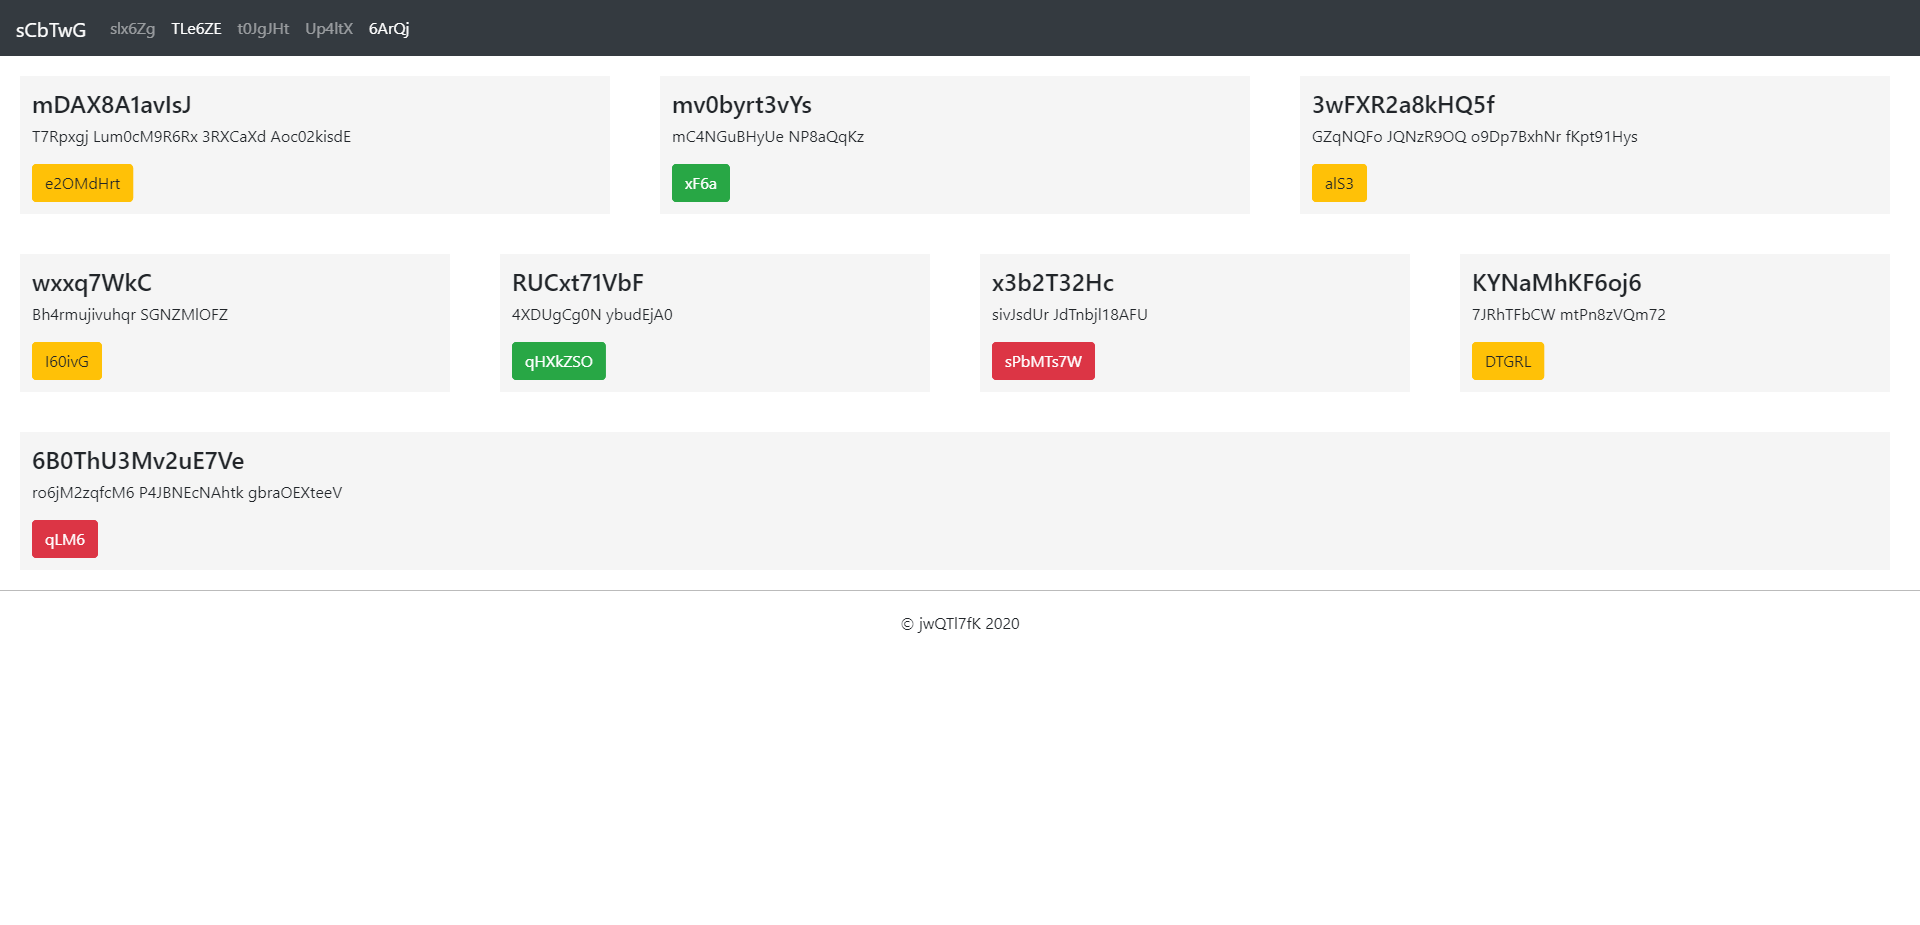 sCbTwG slx6Zg TLe6ZE t0JgJHt Up4ltX 6ArQj
mDAX8A1avIsJ
T7Rpxgj Lum0cM9R6Rx 3RXCaXd Aoc02kisdE
e2OMdHrt
mv0byrt3vYs
mC4NGuBHyUe NP8aQqKz
xF6a
3wFXR2a8kHQ5f
GZqNQFo JQNzR9OQ o9Dp7BxhNr fKpt91Hys
alS3
wxxq7WkC
Bh4rmujivuhqr SGNZMlOFZ
I60ivG
RUCxt71VbF
4XDUgCg0N ybudEjA0
qHXkZSO
x3b2T32Hc
sivJsdUr JdTnbjl18AFU
sPbMTs7W
KYNaMhKF6oj6
7JRhTFbCW mtPn8zVQm72
DTGRL
6B0ThU3Mv2uE7Ve
ro6jM2zqfcM6 P4JBNEcNAhtk gbraOEXteeV
qLM6
© jwQTl7fK 2020